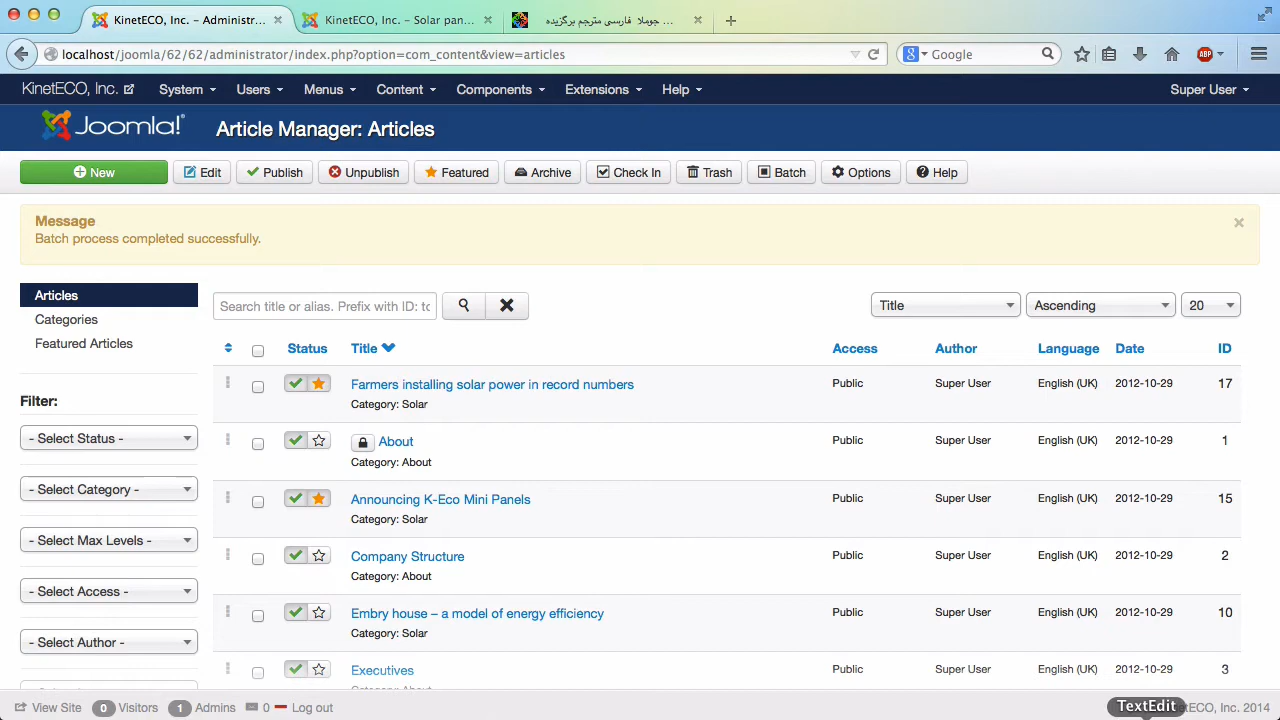 KinetECO, Inc. - Administr...
KinetECO, Inc. - Solar pan...
جوملا فارسی مترجم برگزیده ...
localhost/joomla/62/62/administrator/index.php?option=com_content&view=articles
Google
ABP
KinetECO, Inc.
System
Users
Menus
Content
Components
Extensions
Help
Super User
Joomla!
Article Manager: Articles
New
Edit
Publish
Unpublish
Featured
Archive
Check In
Trash
Batch
Options
Help
Message
Batch process completed successfully.
Articles
Categories
Featured Articles
Filter:
- Select Status -
- Select Category -
- Select Max Levels -
- Select Access -
- Select Author -
Search title or alias. Prefix with ID: to
Title
Ascending
20
Status Title Access Author Language Date ID
Farmers installing solar power in record numbers Public Super User English (UK) 2012-10-29 17
Category: Solar
About Public Super User English (UK) 2012-10-29 1
Category: About
Announcing K-Eco Mini Panels Public Super User English (UK) 2012-10-29 15
Category: Solar
Company Structure Public Super User English (UK) 2012-10-29 2
Category: About
Embry house – a model of energy efficiency Public Super User English (UK) 2012-10-29 10
Category: Solar
Executives Public Super User English (UK) 2012-10-29 3
View Site 0 Visitors 1 Admins 0 Log out
TextEdit
netECO, Inc. 2014